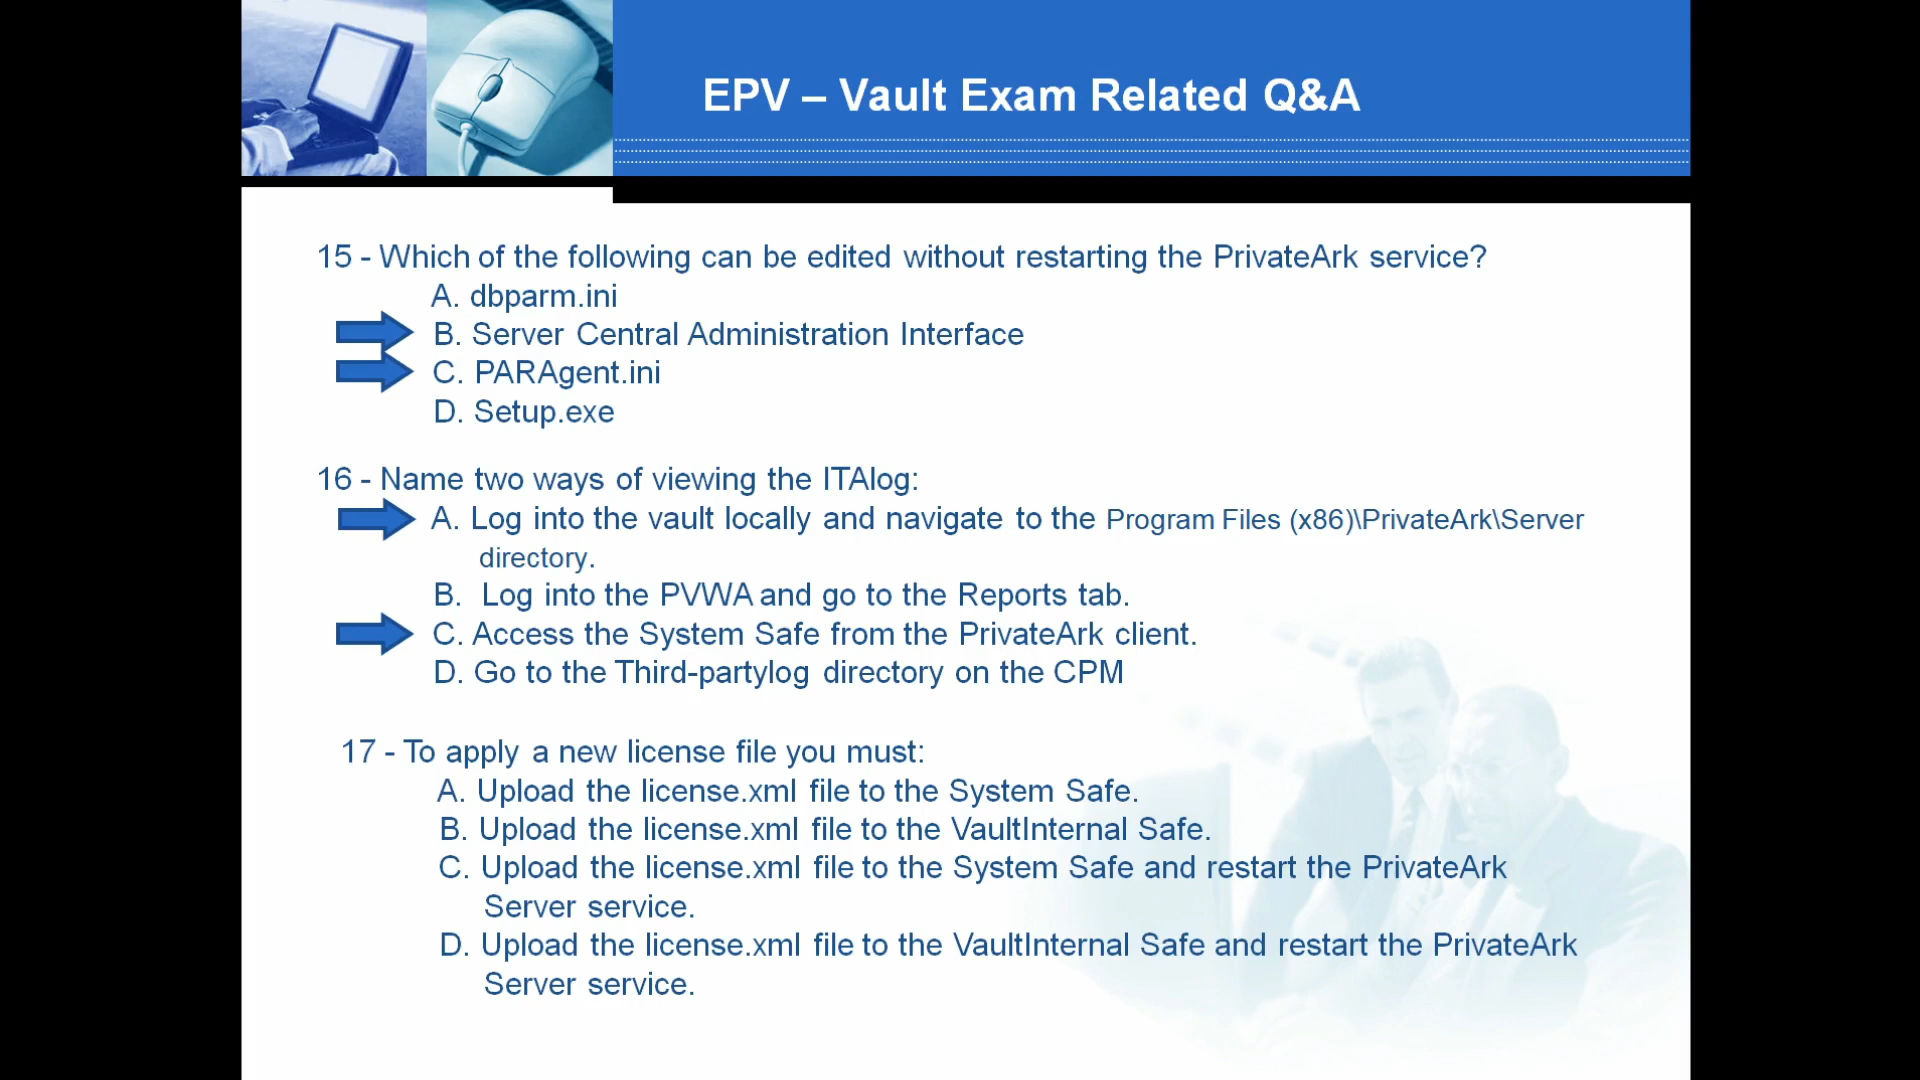 EPV – Vault Exam Related Q&A
15 - Which of the following can be edited without restarting the PrivateArk service?
A. dbparm.ini
B. Server Central Administration Interface
C. PARAgent.ini
D. Setup.exe
16 - Name two ways of viewing the ITAlog:
A. Log into the vault locally and navigate to the Program Files (x86)\PrivateArk\Server
directory.
B. Log into the PVWA and go to the Reports tab.
C. Access the System Safe from the PrivateArk client.
D. Go to the Third-partylog directory on the CPM
17 - To apply a new license file you must:
A. Upload the license.xml file to the System Safe.
B. Upload the license.xml file to the VaultInternal Safe.
C. Upload the license.xml file to the System Safe and restart the PrivateArk
Server service.
D. Upload the license.xml file to the VaultInternal Safe and restart the PrivateArk
Server service.